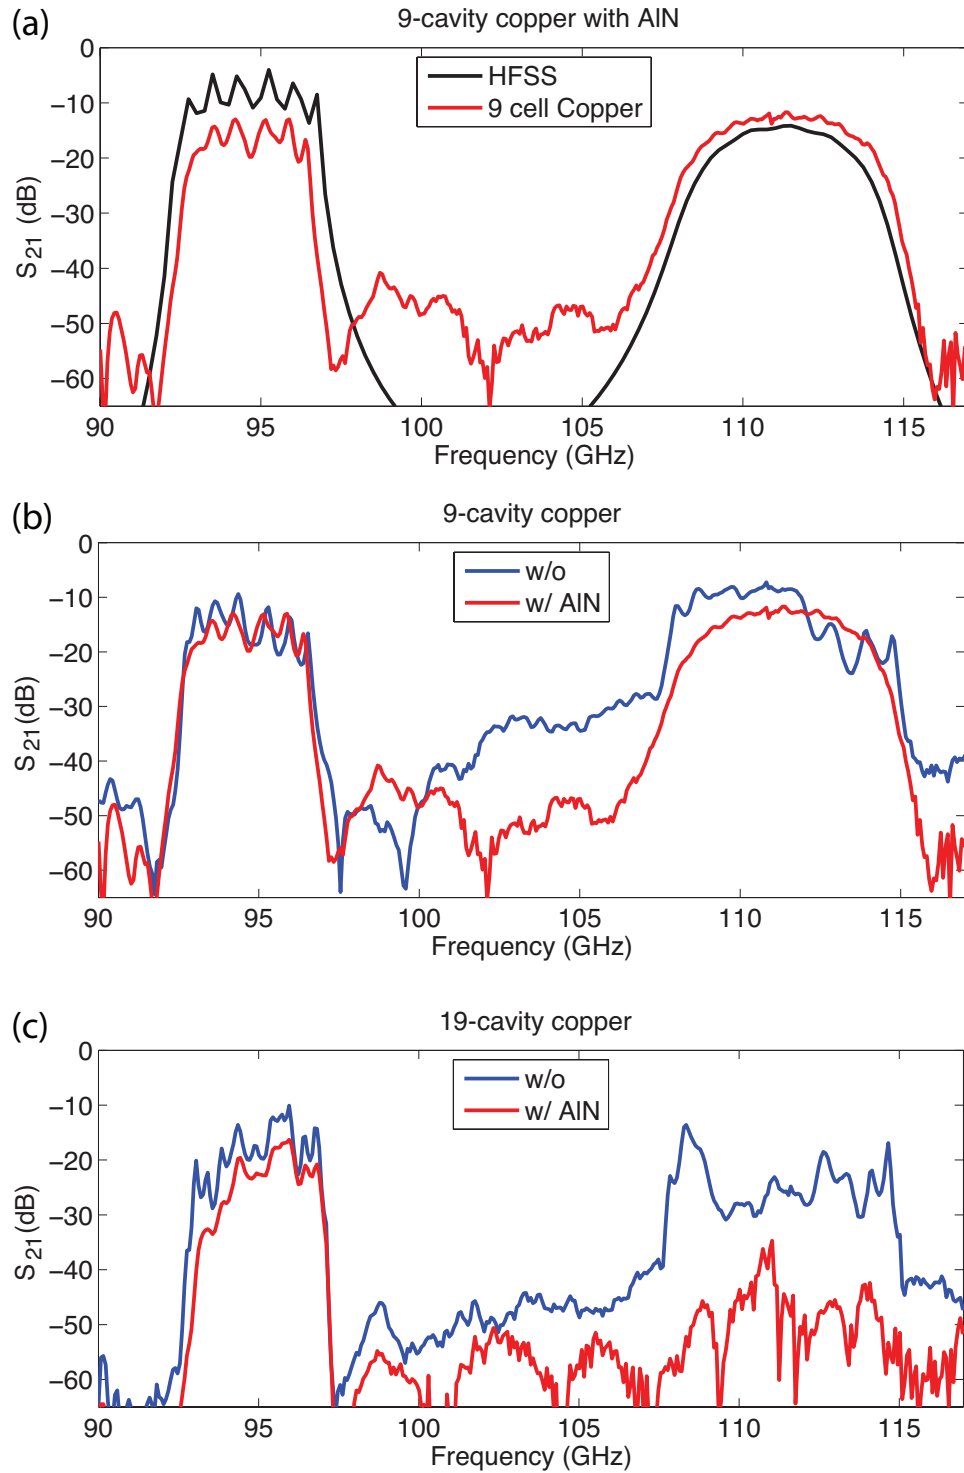 (a)
9-cavity copper with AlN
HFSS
9 cell Copper
0
−10
−20
−30
−40
−50
−60
S21 (dB)
90 95 100 105 110 115
Frequency (GHz)
(b)
9-cavity copper
w/o
w/ AlN
0
−10
−20
−30
−40
−50
−60
S21(dB)
90 95 100 105 110 115
Frequency (GHz)
(c)
19-cavity copper
w/o
w/ AlN
0
−10
−20
−30
−40
−50
−60
S21(dB)
90 95 100 105 110 115
Frequency (GHz)